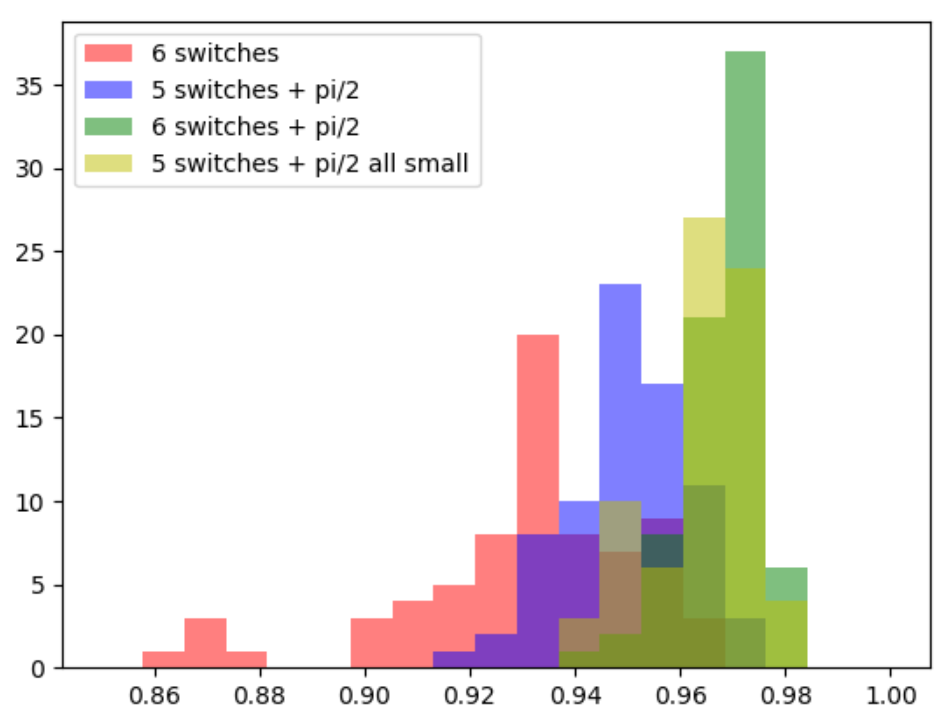 6 switches
5 switches + pi/2
6 switches + pi/2
5 switches + pi/2 all small
35
30
25
20
15
10
5
0
0.86 0.88 0.90 0.92 0.94 0.96 0.98 1.00